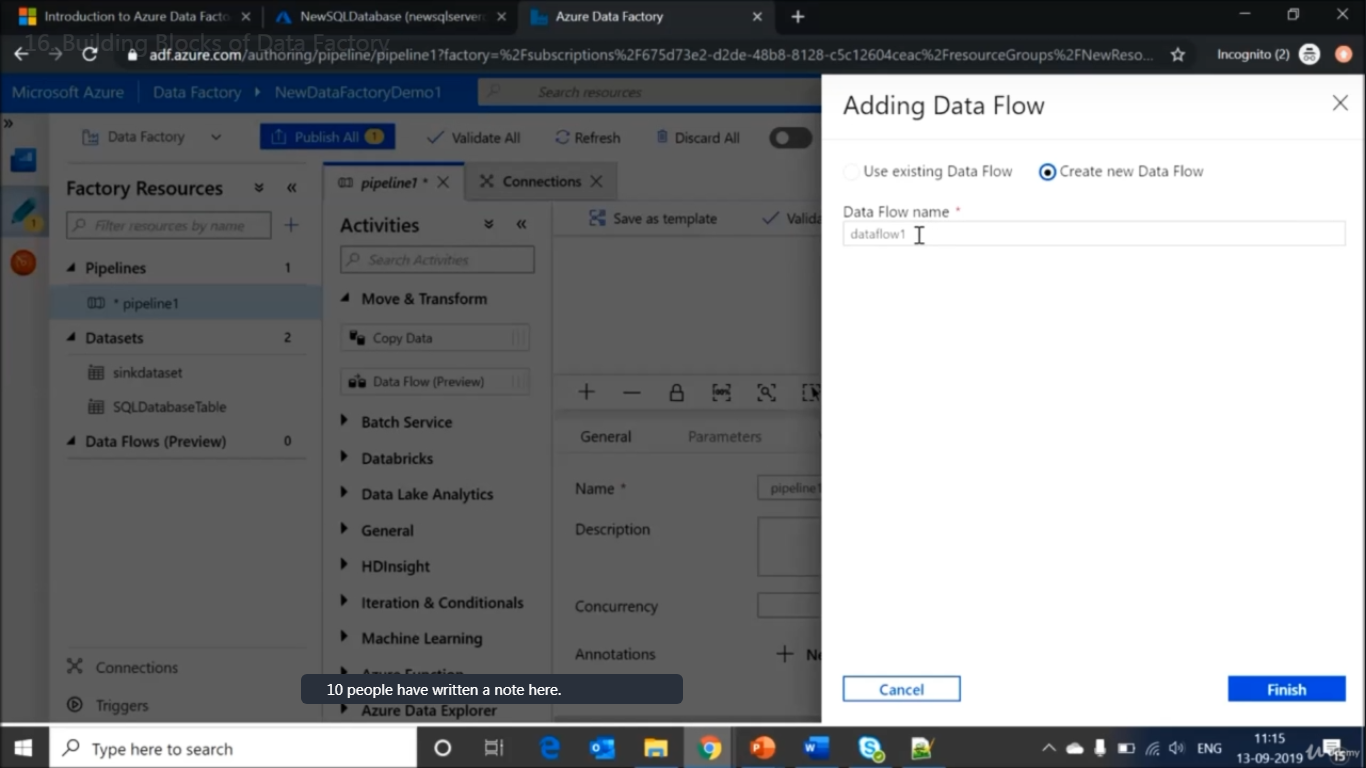 Introduction to Azure Data Facto
NewSQLDatabase (newsqlserver
Azure Data Factory
16. Building Blocks of Data Factory
adf.azure.com/authoring/pipeline/pipeline1?factory=%2Fsubscriptions%2F675d73e2-d2de-48b8-8128-c5c12604ceac%2FresourceGroups%2FNewReso...
Incognito (2)
Microsoft Azure
Data Factory
NewDataFactoryDemo1
Search resources
Data Factory
Publish All 1
Validate All
Refresh
Discard All
Factory Resources
Filter resources by name
1
Pipelines 1
* pipeline1
Datasets 2
sinkdataset
SQLDatabaseTable
Data Flows (Preview) 0
Connections
Triggers
pipeline1 *
Connections
Activities
Search Activities
Move & Transform
Copy Data
Data Flow (Preview)
Batch Service
Databricks
Data Lake Analytics
General
HDInsight
Iteration & Conditionals
Machine Learning
Azure Function
Azure Data Explorer
Save as template
Valida
General
Parameters
Name *
pipeline1
Description
Concurrency
Annotations
Ne
Adding Data Flow
Use existing Data Flow
Create new Data Flow
Data Flow name *
dataflow1
Cancel
Finish
10 people have written a note here.
Type here to search
ENG
11:15
13-09-2019
15